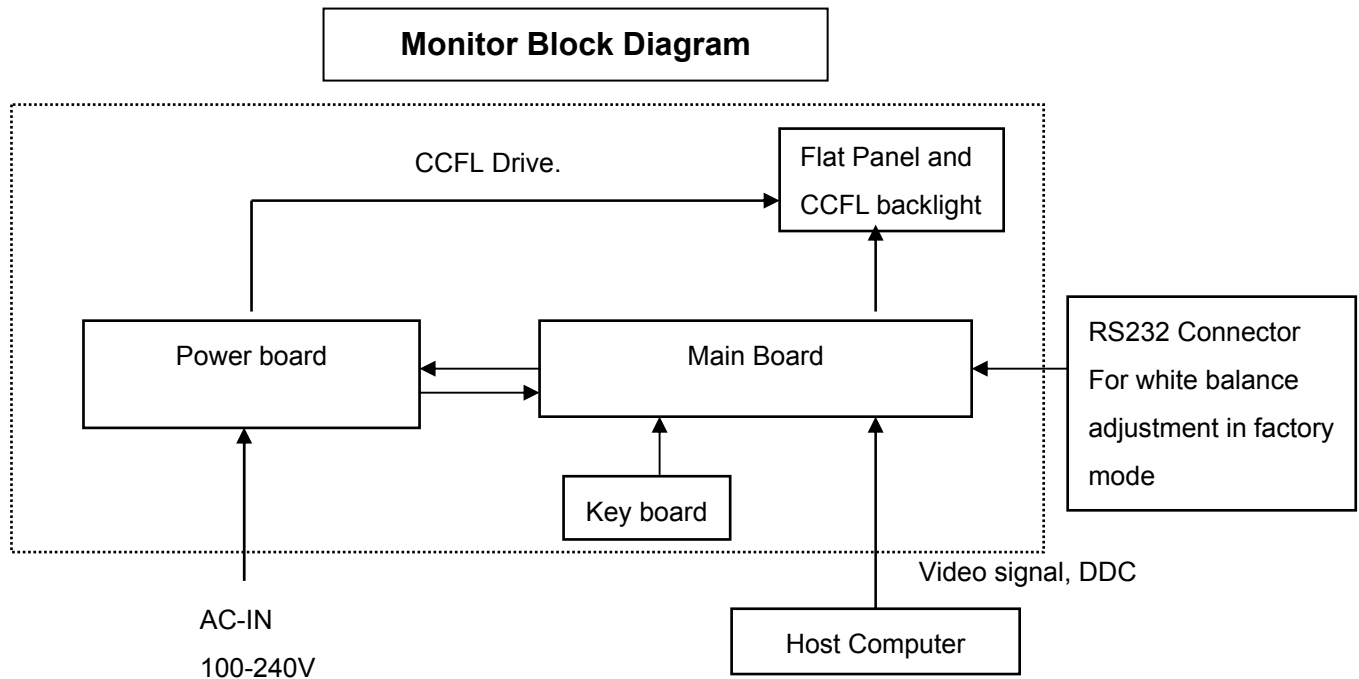 Monitor Block Diagram
CCFL Drive.
Flat Panel and
CCFL backlight
Power board
Main Board
RS232 Connector
For white balance
adjustment in factory
mode
Key board
Video signal, DDC
AC-IN
100-240V
Host Computer